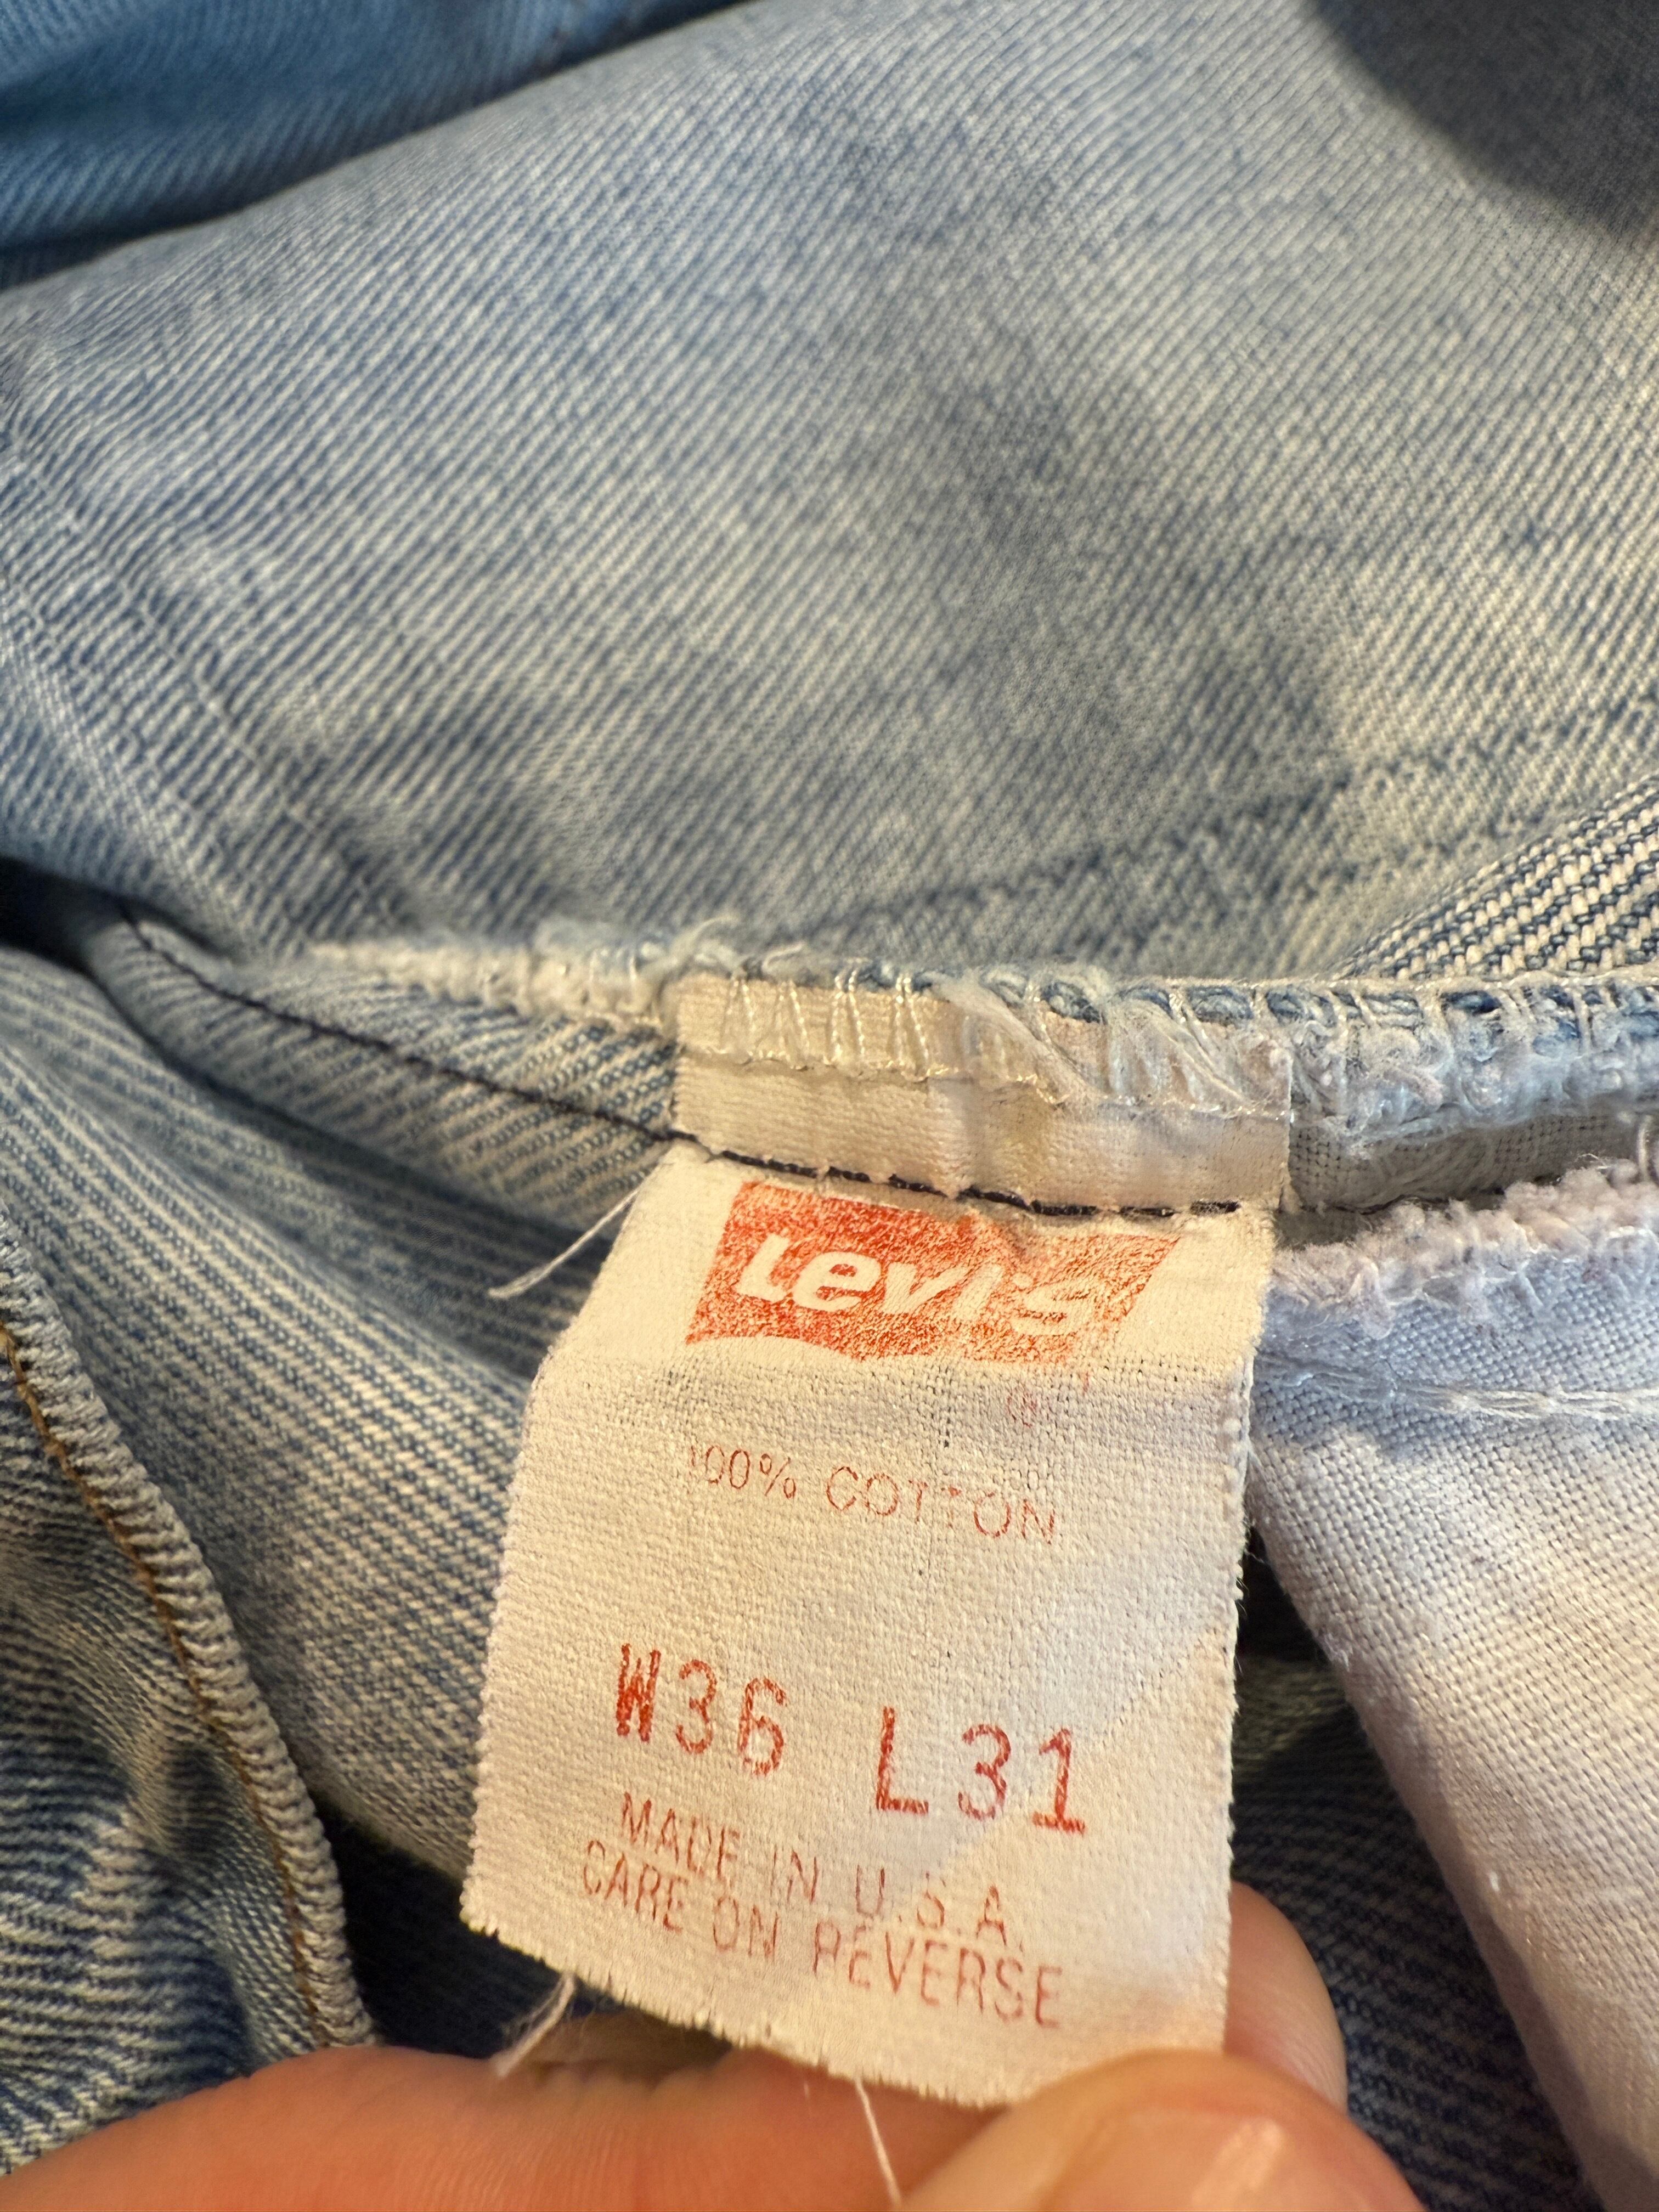 Levi's
100% COTTON
W36 L31
MADE IN U.S.A.
CARE ON REVERSE